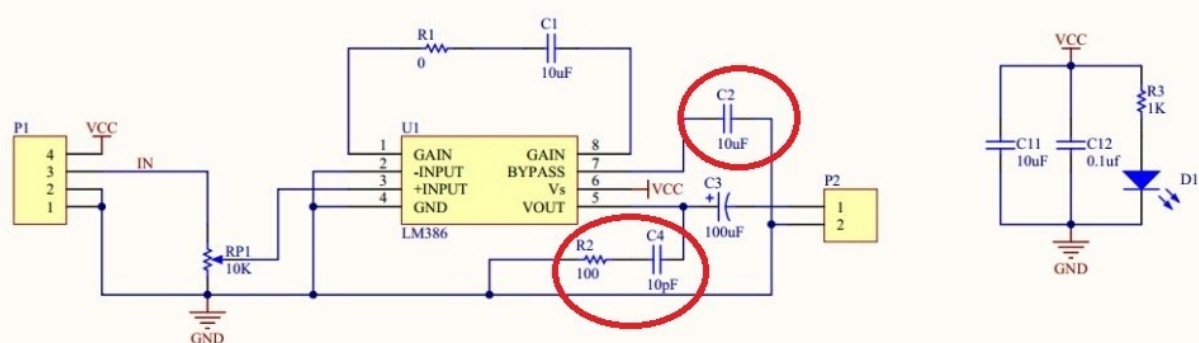 R1
0
C1
10uF
P1
4
3
2
1
VCC
IN
RP1
10K
GND
U1
1
2
3
4
GAIN
-INPUT
+INPUT
GND
GAIN
BYPASS
Vs
VOUT
8
7
6
5
LM386
VCC
C2
10uF
C3
+
100uF
R2
100
C4
10pF
P2
1
2
VCC
C11
10uF
C12
0.1uf
R3
1K
D1
GND